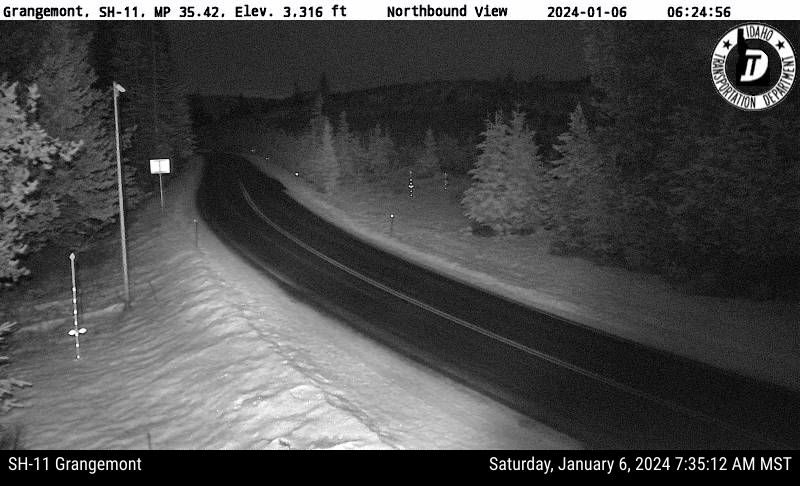 Grangemont, SH-11, MP 35.42, Elev. 3,316 ft Northbound View 2024-01-06 06:24:56
IDAHO
TRANSPORTATION DEPARTMENT
SH-11 Grangemont Saturday, January 6, 2024 7:35:12 AM MST